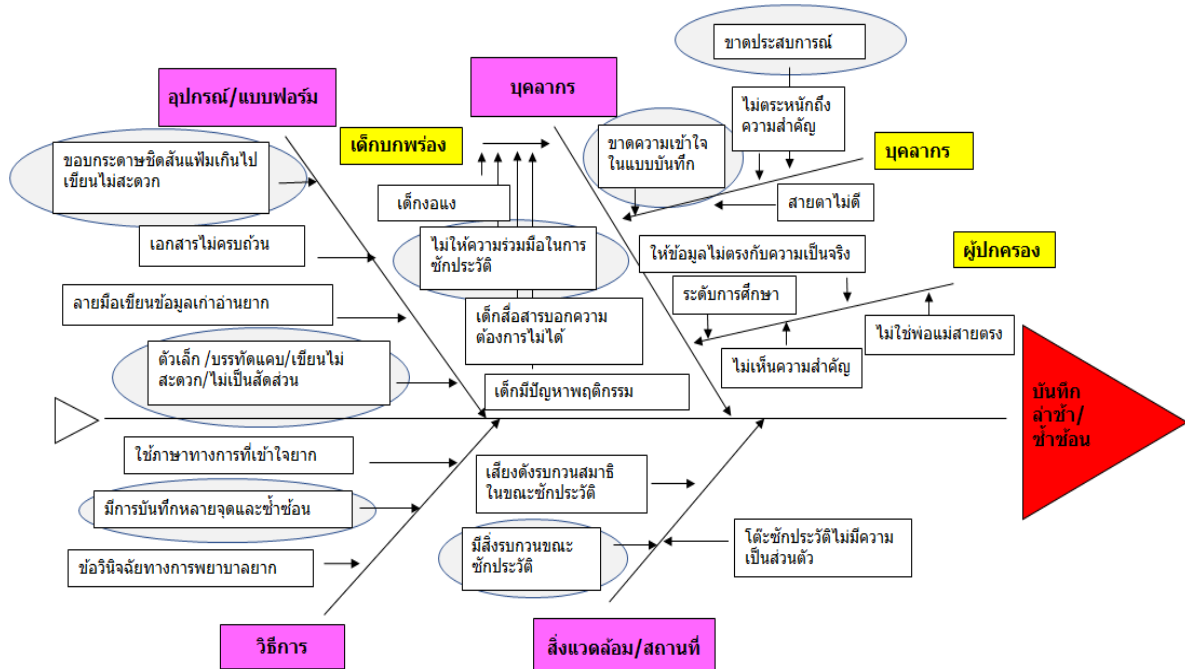 ขาดประสบการณ์
อุปกรณ์/แบบฟอร์ม
บุคลากร
ไม่ตระหนักถึง
ความสำคัญ
เด็กบกพร่อง
ขาดความเข้าใจ
ในแบบบันทึก
บุคลากร
ขอบกระดาษชิดสันแฟ้มเกินไป
เขียนไม่สะดวก
เด็กงอแง
สายตาไม่ดี
เอกสารไม่ครบถ้วน
ไม่ให้ความร่วมมือในการ
ซักประวัติ
ให้ข้อมูลไม่ตรงกับความเป็นจริง
ผู้ปกครอง
ระดับการศึกษา
ลายมือเขียนข้อมูลเก่าอ่านยาก
เด็กสื่อสารบอกความ
ต้องการไม่ได้
ไม่ใช่พ่อแม่สายตรง
ตัวเล็ก /บรรทัดแคบ/เขียนไม่
สะดวก/ไม่เป็นสัดส่วน
ไม่เห็นความสำคัญ
เด็กมีปัญหาพฤติกรรม
บันทึก
ล่าช้า/
ซ้ำซ้อน
ใช้ภาษาทางการที่เข้าใจยาก
เสียงดังรบกวนสมาธิ
ในขณะซักประวัติ
มีการบันทึกหลายจุดและซ้ำซ้อน
มีสิ่งรบกวนขณะ
ซักประวัติ
โต๊ะซักประวัติไม่มีความ
เป็นส่วนตัว
ข้อวินิจฉัยทางการพยาบาลยาก
วิธีการ
สิ่งแวดล้อม/สถานที่